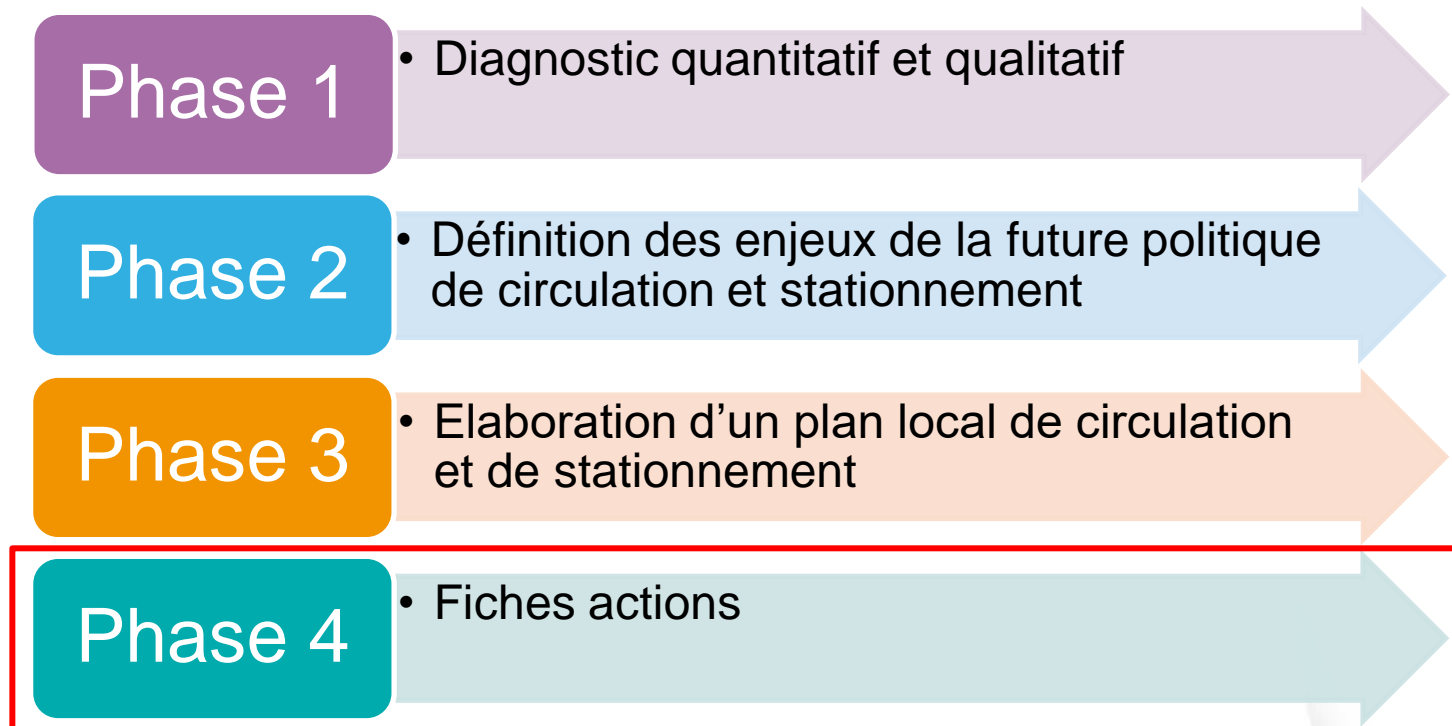 Phase 1
• Diagnostic quantitatif et qualitatif
Phase 2
• Définition des enjeux de la future politique
de circulation et stationnement
Phase 3
• Elaboration d’un plan local de circulation
et de stationnement
Phase 4
• Fiches actions